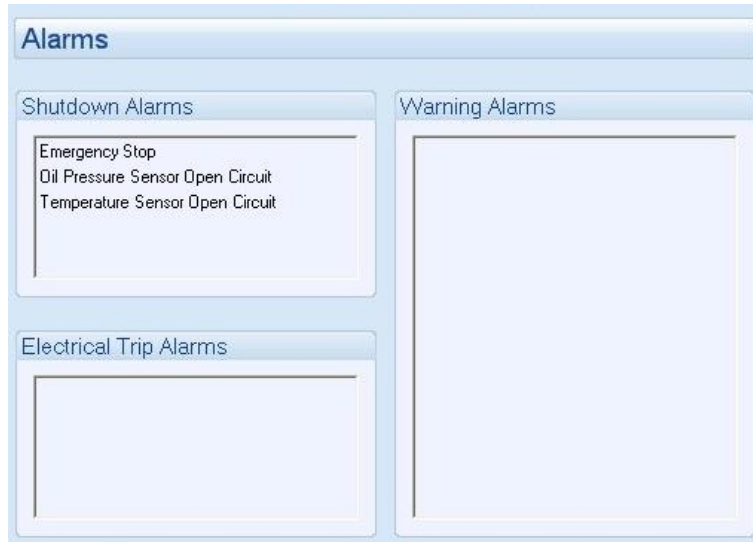 Alarms
Shutdown Alarms
Emergency Stop
Oil Pressure Sensor Open Circuit
Temperature Sensor Open Circuit
Electrical Trip Alarms
Warning Alarms